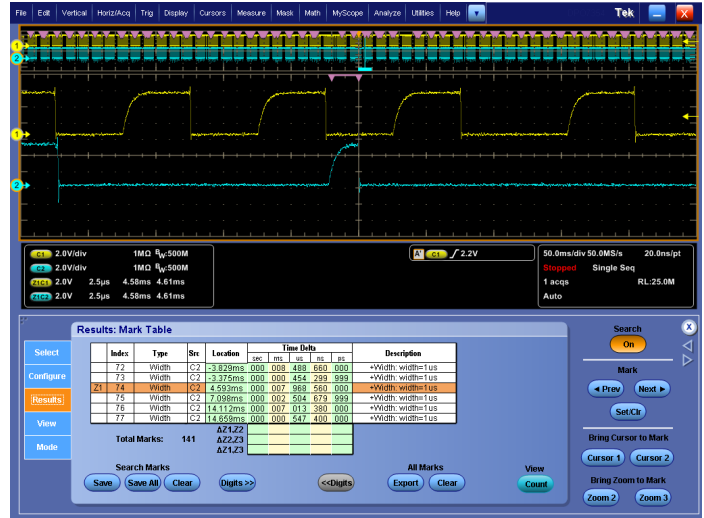 File Edit Vertical Horiz/Acq Trig Display Cursors Measure Mask Math MyScope Analyze Utilities Help Tek X
1
2
1
2
C1 2.0V/div 1MΩ BW:500M
C2 2.0V/div 1MΩ BW:500M
Z1C1 2.0V 2.5µs 4.58ms 4.61ms
Z1C2 2.0V 2.5µs 4.58ms 4.61ms
A' C1 2.2V
50.0ms/div 50.0MS/s 20.0ns/pt
Stopped Single Seq
1 acqs RL:25.0M
Auto
Results: Mark Table
Select
Configure
Results
View
Mode
Index Type Src Location Time Delta Description
sec ms us ns ps
72 Width C2 -3.829ms 000 008 488 660 000 +Width: width=1us
73 Width C2 -3.375ms 000 000 454 299 999 +Width: width=1us
Z1 74 Width C2 4.593ms 000 007 968 560 000 +Width: width=1us
75 Width C2 7.098ms 000 002 504 679 999 +Width: width=1us
76 Width C2 14.112ms 000 007 013 380 000 +Width: width=1us
77 Width C2 14.659ms 000 000 547 400 000 +Width: width=1us
Total Marks: 141
ΔZ1,Z2
ΔZ2,Z3
ΔZ1,Z3
Search Marks
Save Save All Clear Digits >> <<Digits
All Marks
Export Clear
View
Count
Search
On
X
Mark
Prev Next
Set/Clr
Bring Cursor to Mark
Cursor 1 Cursor 2
Bring Zoom to Mark
Zoom 2 Zoom 3